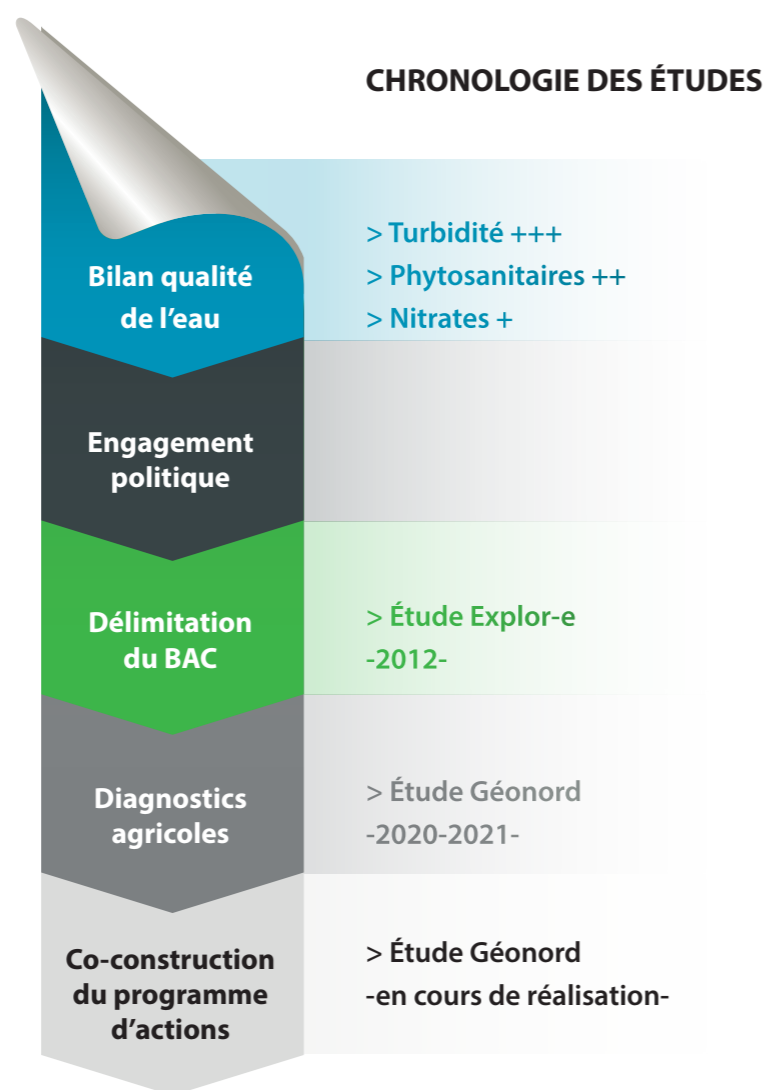 CHRONOLOGIE DES ÉTUDES
Bilan qualité
de l’eau
> Turbidité +++
> Phytosanitaires ++
> Nitrates +
Engagement
politique
Délimitation
du BAC
> Étude Explor-e
-2012-
Diagnostics
agricoles
> Étude Géonord
-2020-2021-
Co-construction
du programme
d’actions
> Étude Géonord
-en cours de réalisation-